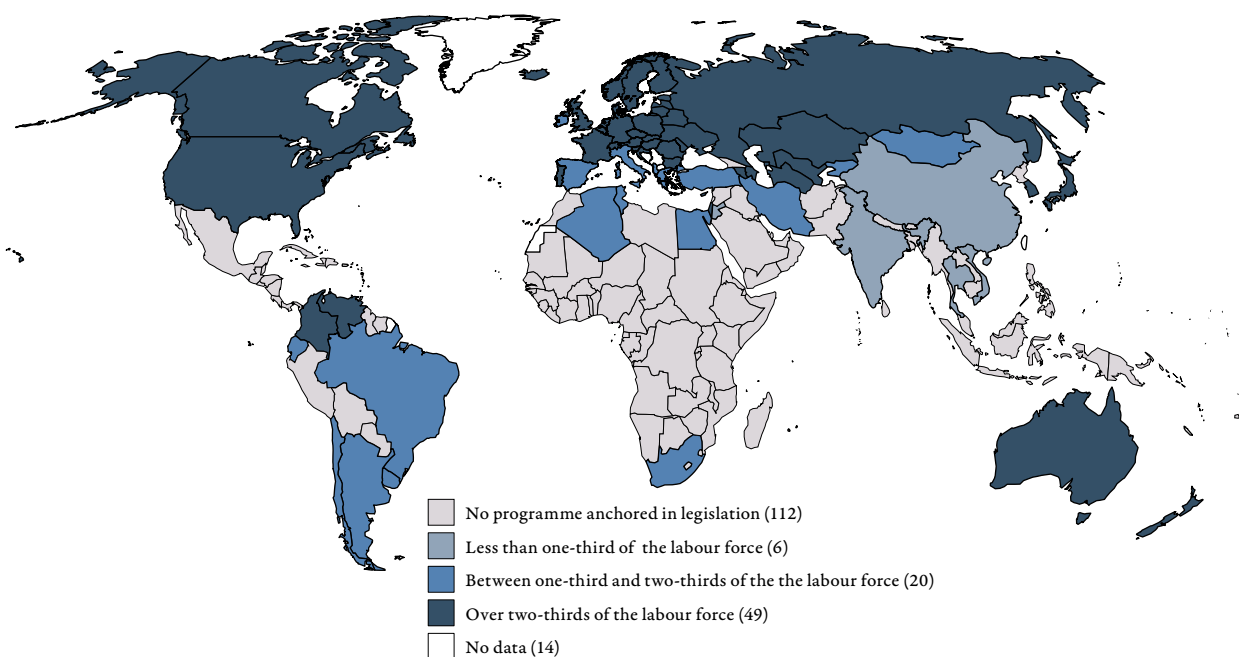 No programme anchored in legislation (112)
Less than one-third of the labour force (6)
Between one-third and two-thirds of the the labour force (20)
Over two-thirds of the labour force (49)
No data (14)